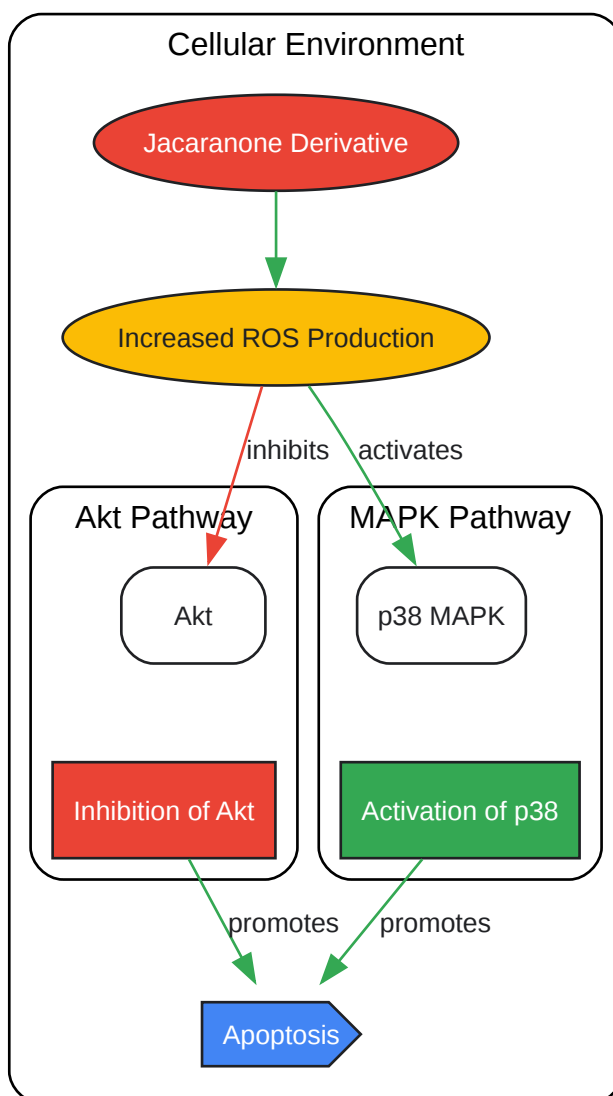 Cellular Environment
Jacaranone Derivative
Increased ROS Production
inhibits
activates
Akt Pathway
MAPK Pathway
Akt
p38 MAPK
Inhibition of Akt
Activation of p38
promotes
promotes
Apoptosis